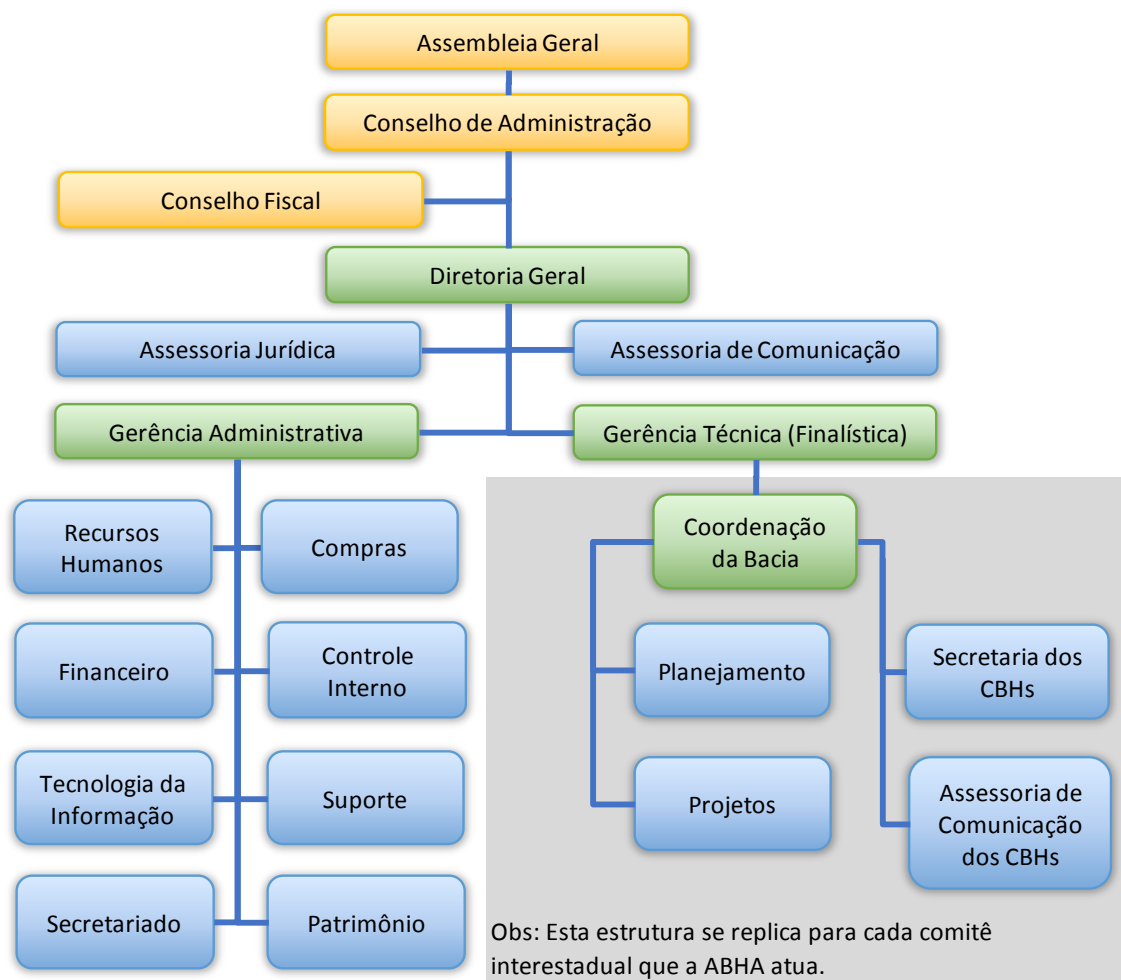 Assembleia Geral
Conselho de Administração
Conselho Fiscal
Diretoria Geral
Assessoria Jurídica
Assessoria de Comunicação
Gerência Administrativa
Gerência Técnica (Finalística)
Recursos
Humanos
Compras
Financeiro
Controle
Interno
Tecnologia da
Informação
Suporte
Secretariado
Patrimônio
Coordenação
da Bacia
Planejamento
Secretaria dos
CBHs
Projetos
Assessoria de
Comunicação
dos CBHs
Obs: Esta estrutura se replica para cada comitê
interestadual que a ABHA atua.